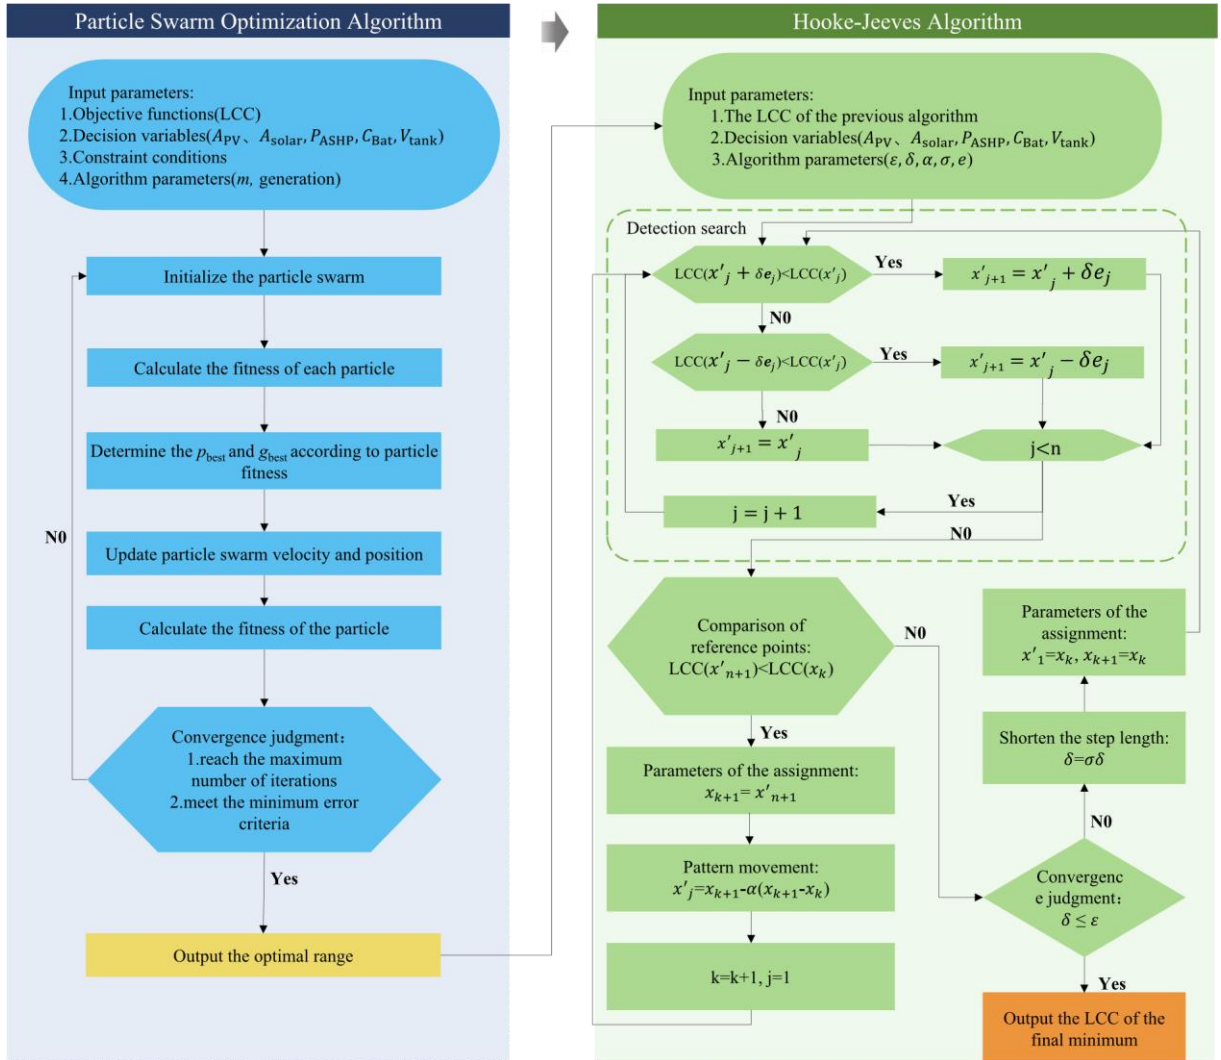 Particle Swarm Optimization Algorithm
Input parameters:
1.Objective functions(LCC)
2.Decision variables(A_PV、 A_solar, P_ASHP, C_Bat, V_tank)
3.Constraint conditions
4.Algorithm parameters(m, generation)
Initialize the particle swarm
Calculate the fitness of each particle
Determine the p_best and g_best according to particle
fitness
N0
Update particle swarm velocity and position
Calculate the fitness of the particle
Convergence judgment：
1.reach the maximum
number of iterations
2.meet the minimum error
criteria
Yes
Output the optimal range
Hooke-Jeeves Algorithm
Input parameters:
1.The LCC of the previous algorithm
2.Decision variables(A_PV、 A_solar, P_ASHP, C_Bat, V_tank)
3.Algorithm parameters(ε, δ, α, σ, e)
Detection search
LCC(x'_j + δe_j)<LCC(x'_j)
Yes
x'_{j+1} = x'_j + δe_j
N0
LCC(x'_j − δe_j)<LCC(x'_j)
Yes
x'_{j+1} = x'_j − δe_j
N0
x'_{j+1} = x'_j
j<n
j = j + 1
Yes
N0
Comparison of
reference points:
LCC(x'_{n+1})<LCC(x_k)
N0
Yes
Parameters of the assignment:
x_{k+1}= x'_{n+1}
Pattern movement:
x'_j=x_{k+1}-α(x_{k+1}-x_k)
k=k+1, j=1
Parameters of the
assignment:
x'_1=x_k, x_{k+1}=x_k
Shorten the step length:
δ=σδ
N0
Convergenc
e judgment：
δ ≤ ε
Yes
Output the LCC of the
final minimum